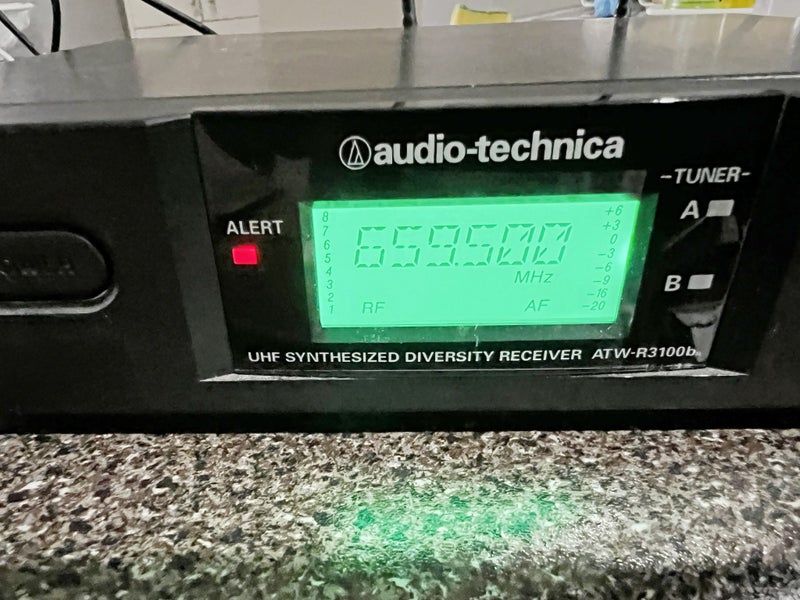 audio-technica
-TUNER-
A
ALERT
8
7
6
5
4
3
2
1
659.500
MHz
RF
AF
+6
+3
0
-3
-6
-9
-16
-20
B
UHF SYNTHESIZED DIVERSITY RECEIVER ATW-R3100b
POWER